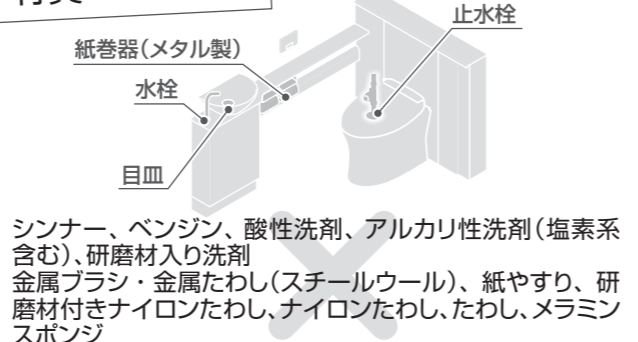 止水栓
紙巻器（メタル製）
水栓
目皿
シンナー、ベンジン、酸性洗剤、アルカリ性洗剤（塩素系
含む）、研磨材入り洗剤
金属ブラシ・金属たわし（スチールウール）、紙やすり、研
磨材付きナイロンたわし、ナイロンたわし、たわし、メラミン
スポンジ